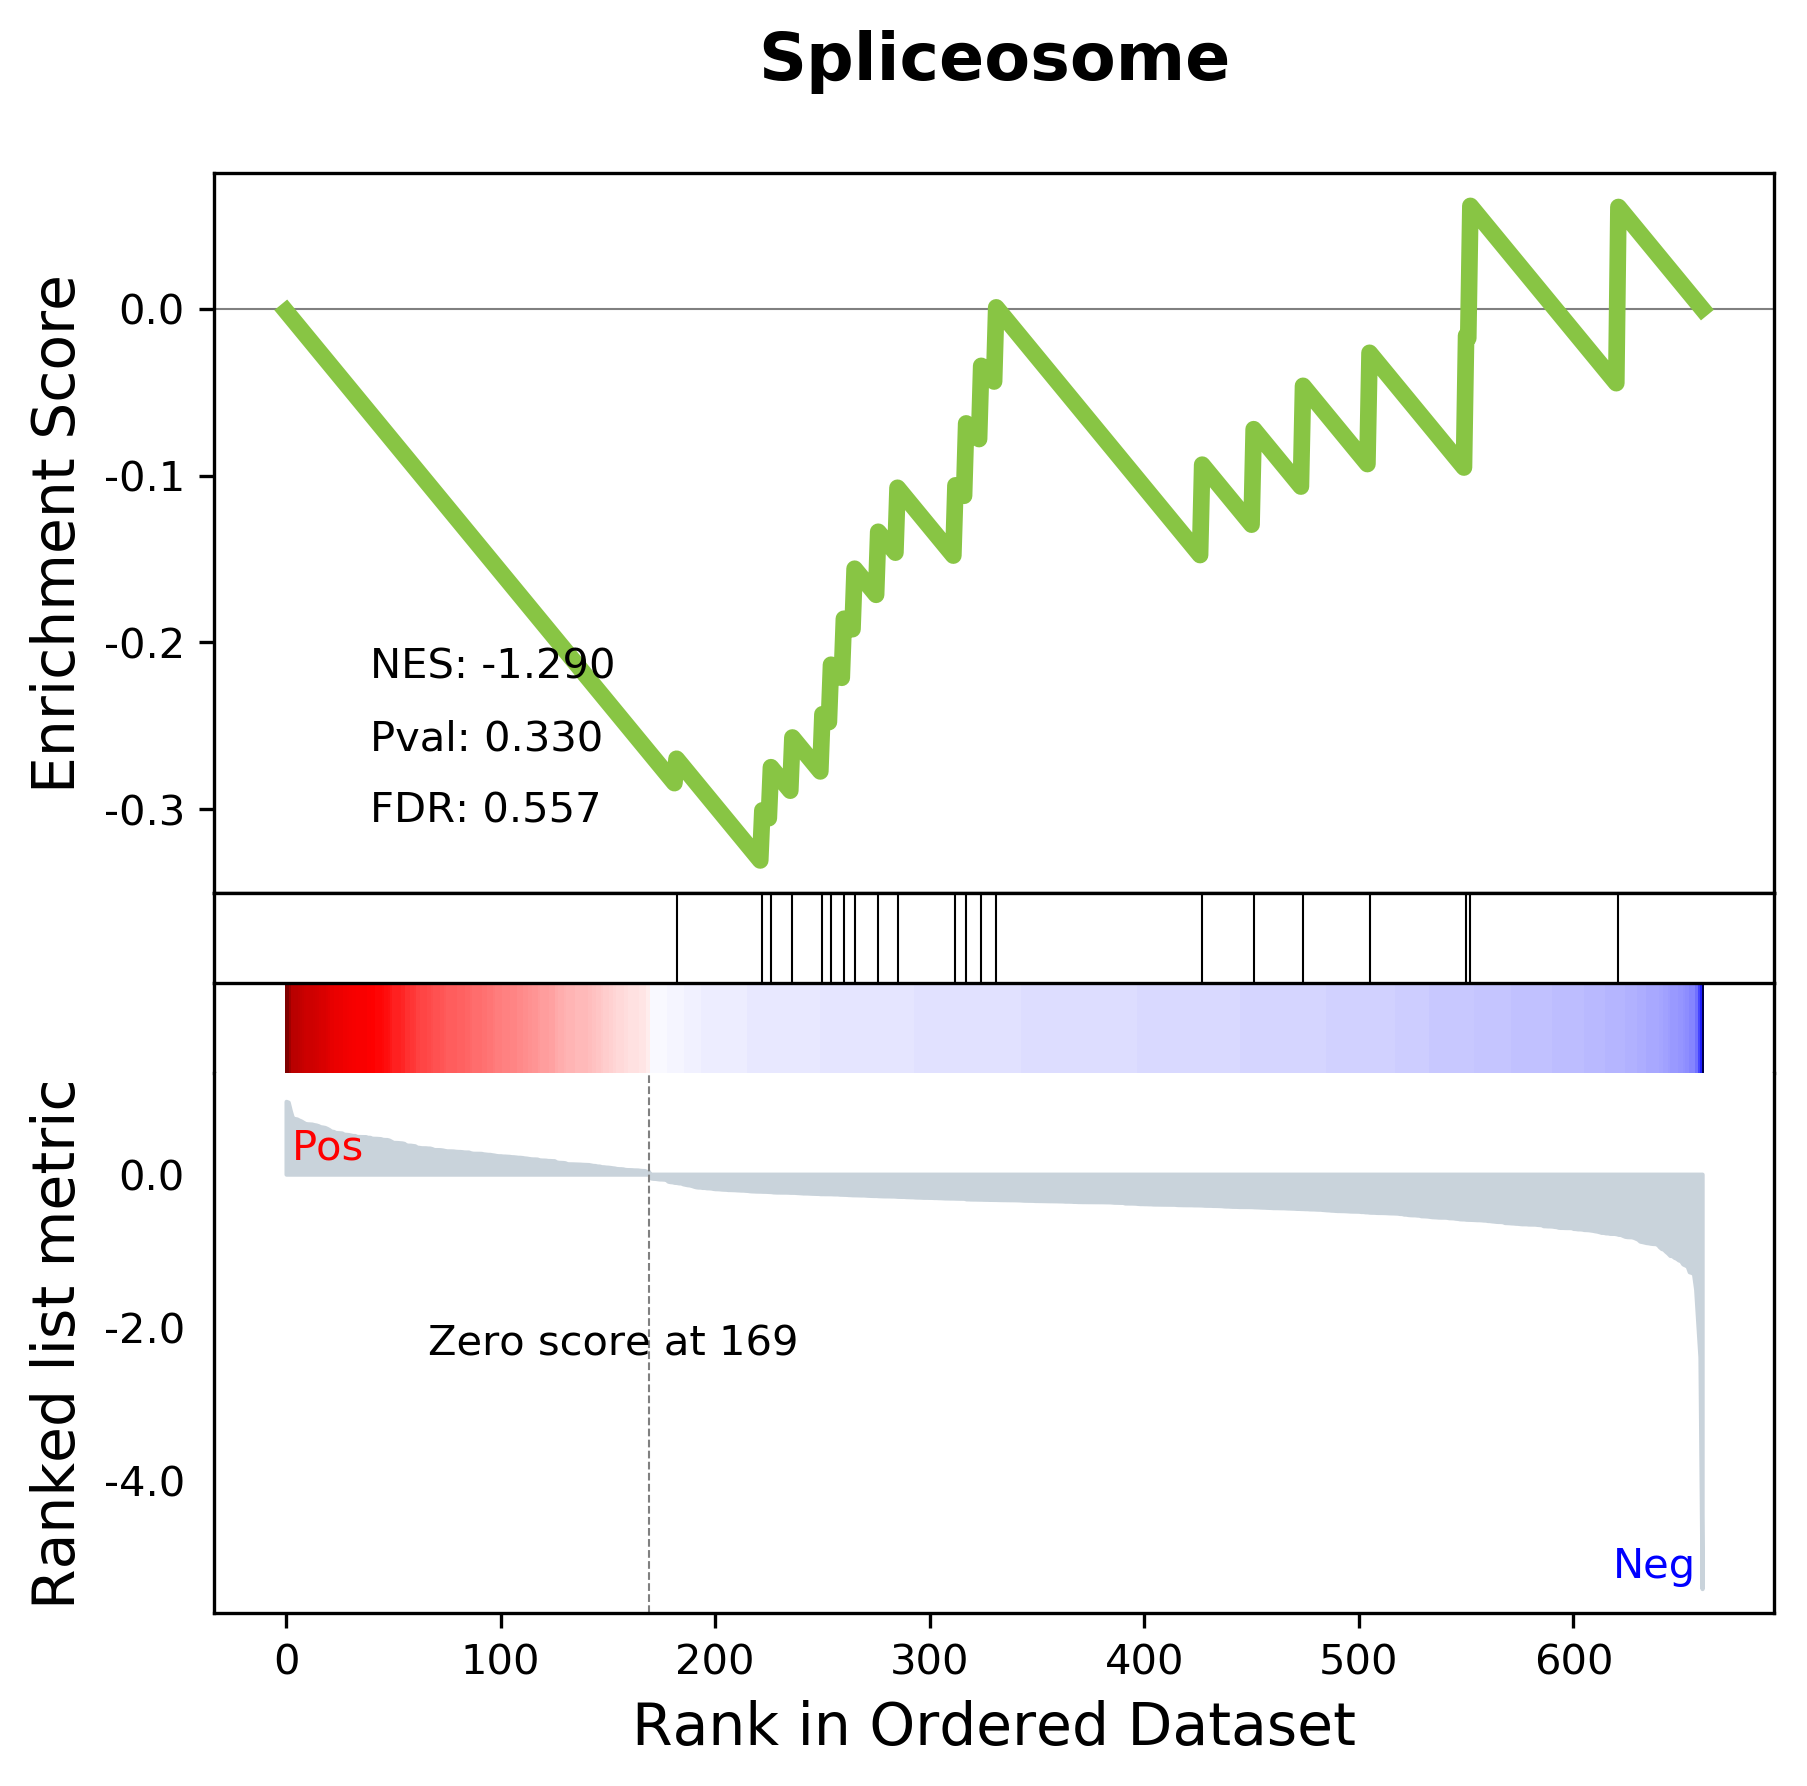 Spliceosome
Enrichment Score
0.0
-0.1
-0.2
-0.3
NES: -1.290
Pval: 0.330
FDR: 0.557
Ranked list metric
0.0
-2.0
-4.0
Pos
Zero score at 169
Neg
0 100 200 300 400 500 600
Rank in Ordered Dataset